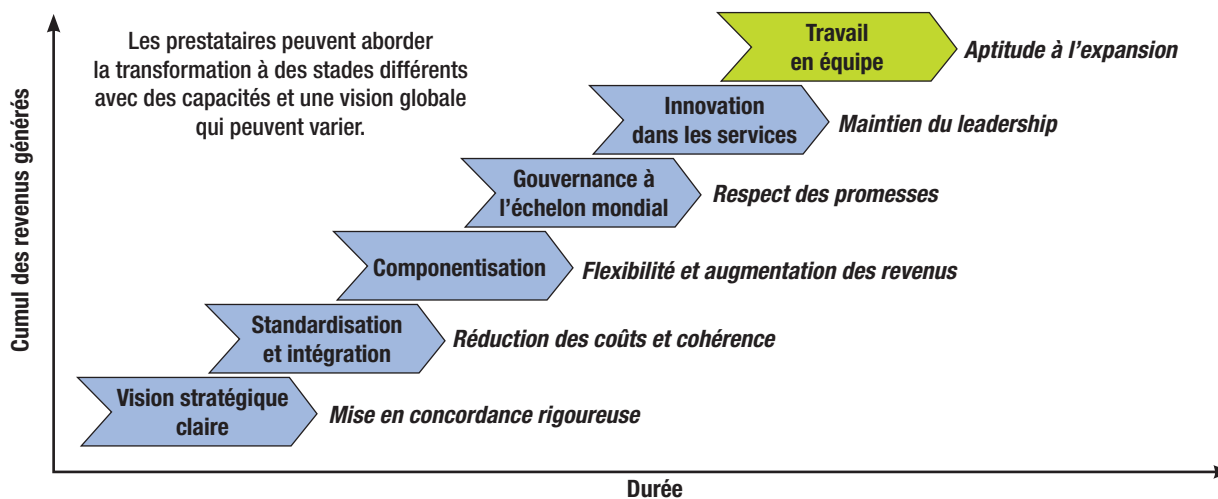 Les prestataires peuvent aborder
la transformation à des stades différents
avec des capacités et une vision globale
qui peuvent varier.
Travail
en équipe
Aptitude à l'expansion
Innovation
dans les services
Maintien du leadership
Gouvernance à
l'échelon mondial
Respect des promesses
Componentisation
Flexibilité et augmentation des revenus
Standardisation
et intégration
Réduction des coûts et cohérence
Vision stratégique
claire
Mise en concordance rigoureuse
Cumul des revenus générés
Durée